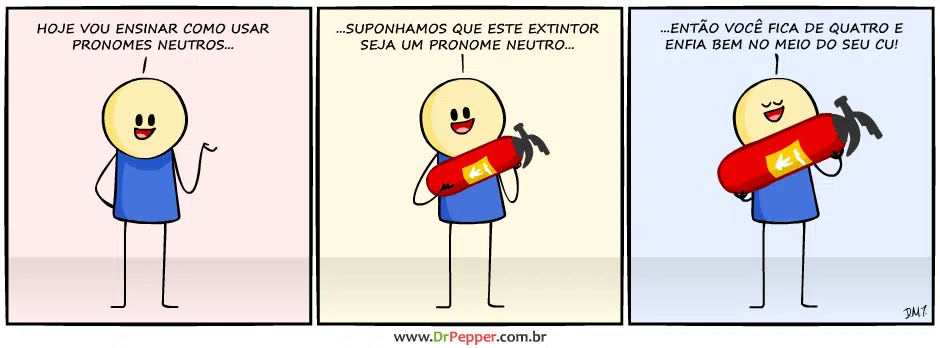 HOJE VOU ENSINAR COMO USAR
PRONOMES NEUTROS...
...SUPONHAMOS QUE ESTE EXTINTOR
SEJA UM PRONOME NEUTRO...
...ENTÃO VOCÊ FICA DE QUATRO E
ENFIA BEM NO MEIO DO SEU CU!
www.DrPepper.com.br